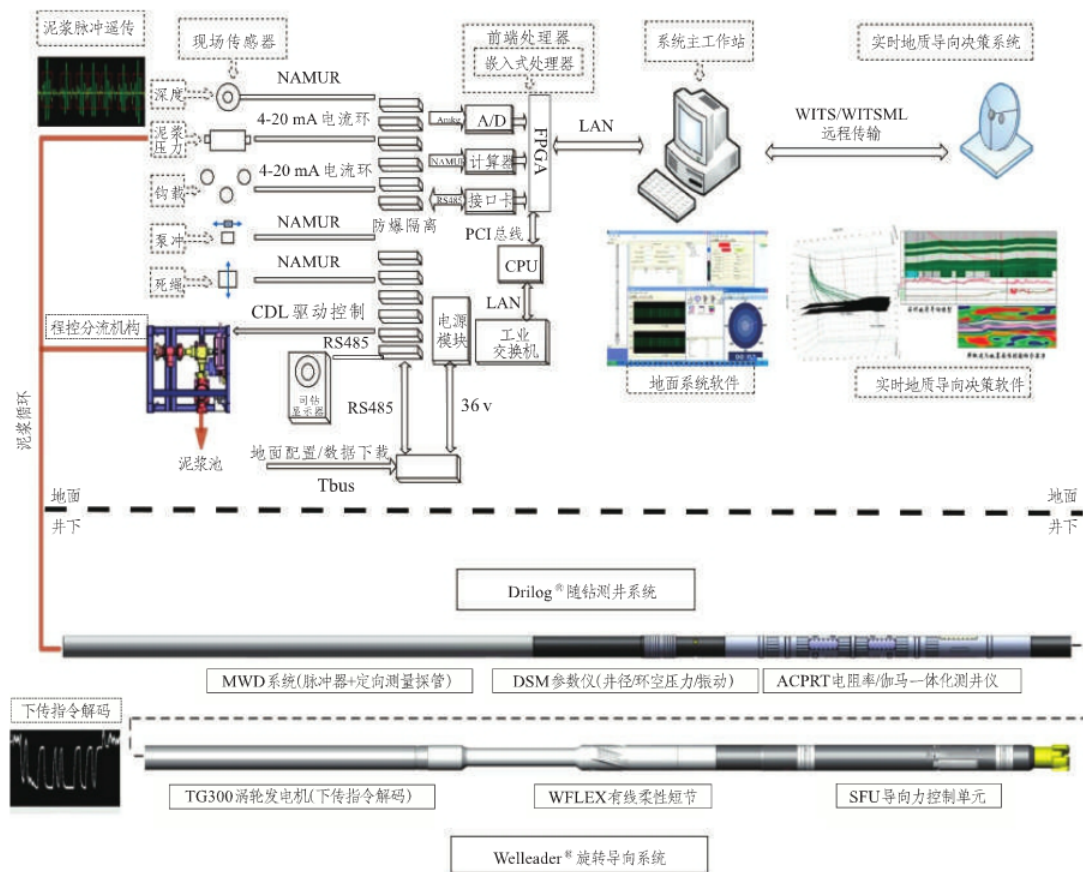 泥浆脉冲遥传
现场传感器
前端处理器
嵌入式处理器
系统主工作站
实时地质导向决策系统
深度
NAMUR
泥浆
压力
4-20 mA 电流环
钩载
4-20 mA 电流环
泵冲
NAMUR
死绳
NAMUR
防爆隔离
Analog
A/D
NAMUR
计算器
RS485
接口卡
FPGA
LAN
WITS/WITSML
远程传输
PCI总线
CPU
LAN
工业
交换机
程控分流机构
CDL 驱动控制
RS485
电源
模块
司钻
显示器
RS485
36 v
地面系统软件
实时地质导向决策软件
泥浆循环
泥浆池
地面配置/数据下载
Tbus
地面
井下
地面
井下
Drilog®随钻测井系统
MWD 系统(脉冲器+定向测量探管)
DSM 参数仪(井径/环空压力/振动)
ACPRT 电阻率/伽马一体化测井仪
下传指令解码
TG300 涡轮发电机(下传指令解码)
WFLEX 有线柔性短节
SFU 导向力控制单元
Welleader®旋转导向系统